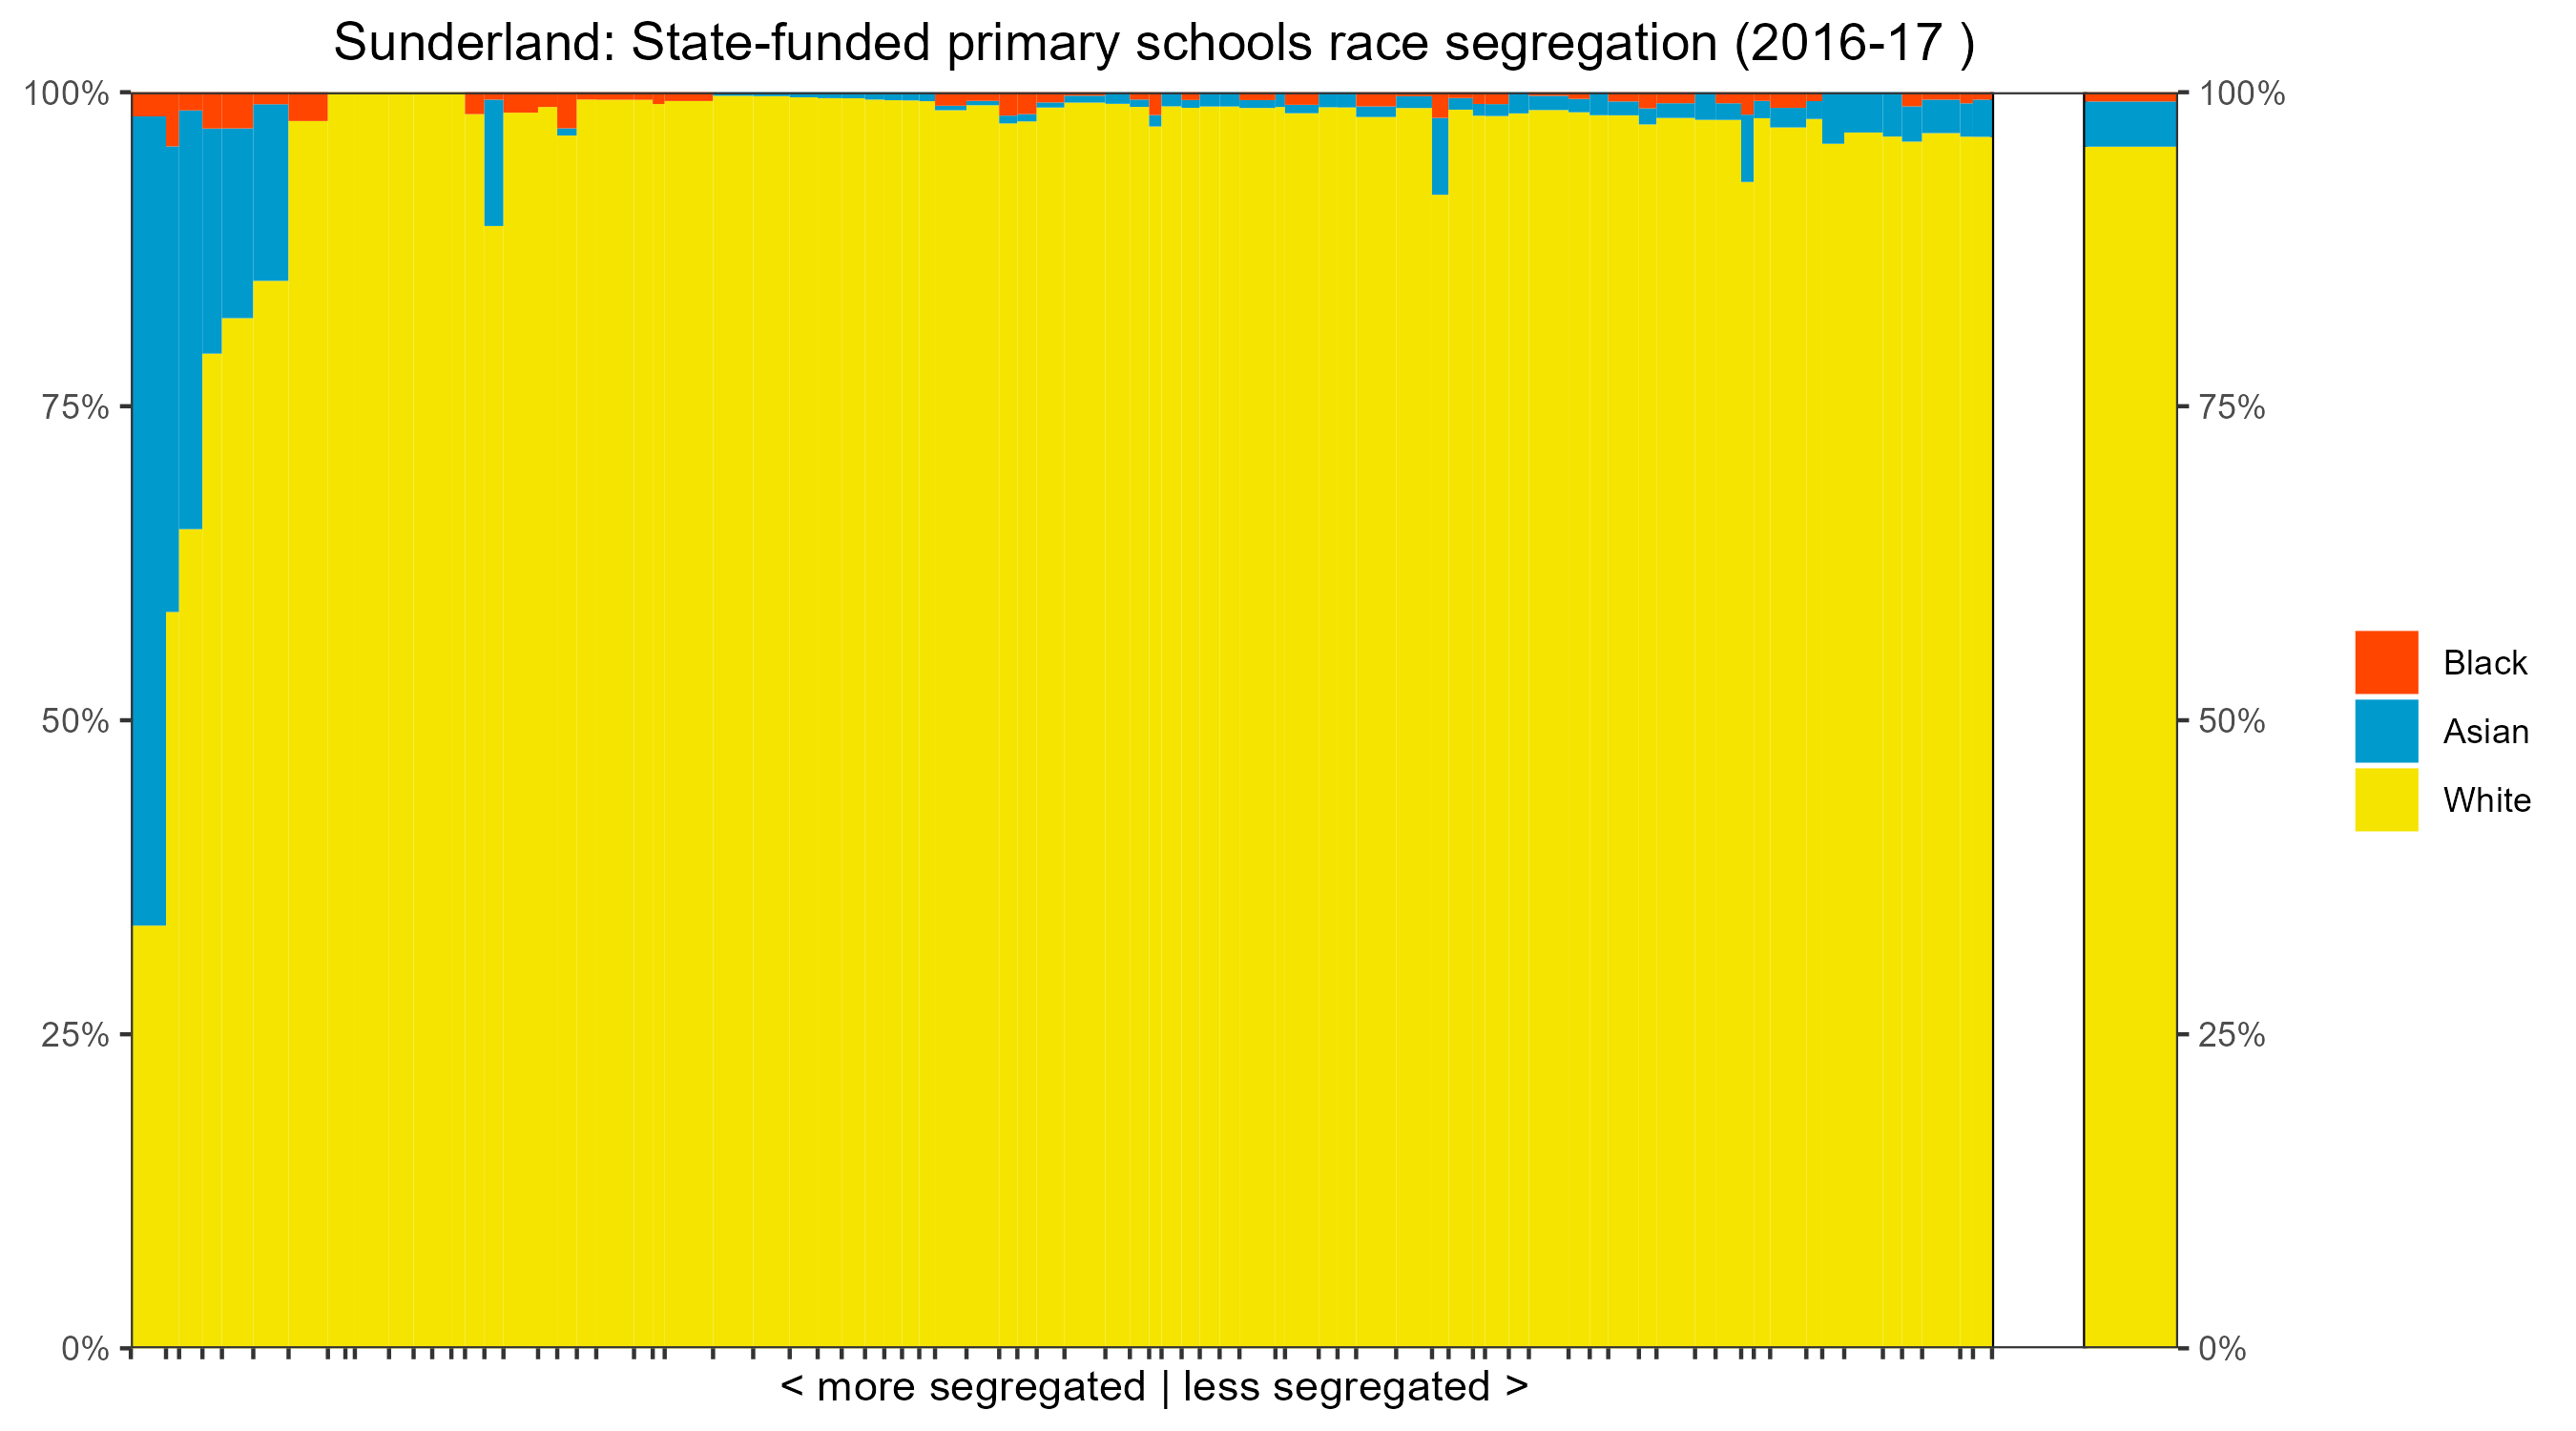 Sunderland: State-funded primary schools race segregation (2016-17 )
100%
75%
50%
25%
0%
100%
75%
50%
25%
0%
Black
Asian
White
< more segregated | less segregated >